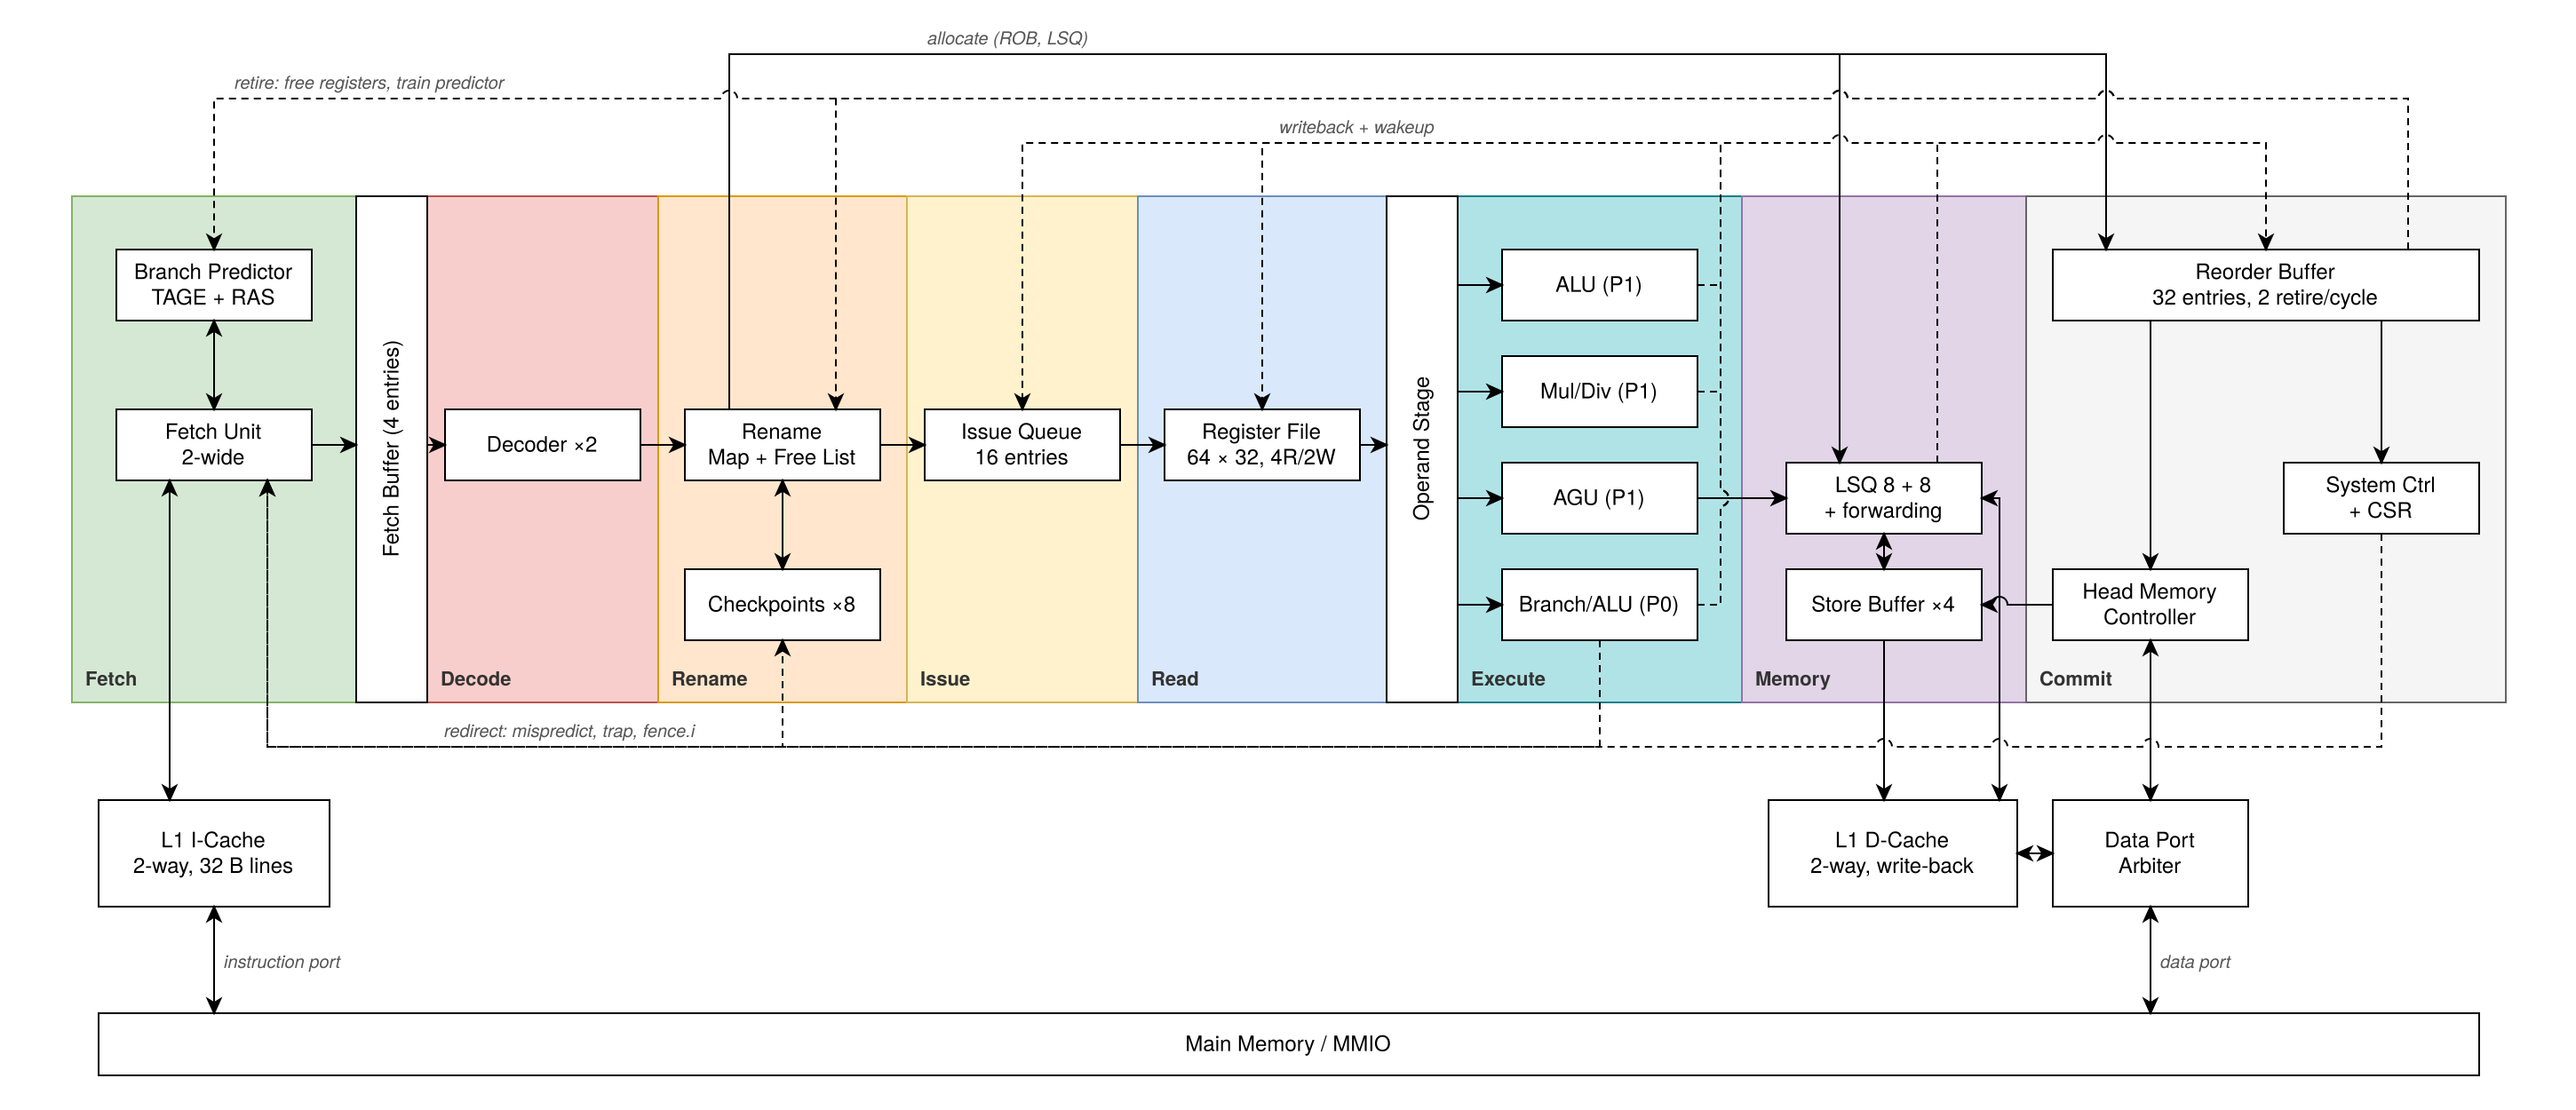 allocate (ROB, LSQ)
retire: free registers, train predictor
writeback + wakeup
Branch Predictor
TAGE + RAS
Fetch Unit
2-wide
Fetch
Fetch Buffer (4 entries)
Decoder ×2
Decode
Rename
Map + Free List
Checkpoints ×8
Rename
Issue Queue
16 entries
Issue
Register File
64 × 32, 4R/2W
Read
Operand Stage
ALU (P1)
Mul/Div (P1)
AGU (P1)
Branch/ALU (P0)
Execute
LSQ 8 + 8
+ forwarding
Store Buffer ×4
Memory
Reorder Buffer
32 entries, 2 retire/cycle
System Ctrl
+ CSR
Head Memory
Controller
Commit
redirect: mispredict, trap, fence.i
L1 I-Cache
2-way, 32 B lines
L1 D-Cache
2-way, write-back
Data Port
Arbiter
instruction port
data port
Main Memory / MMIO